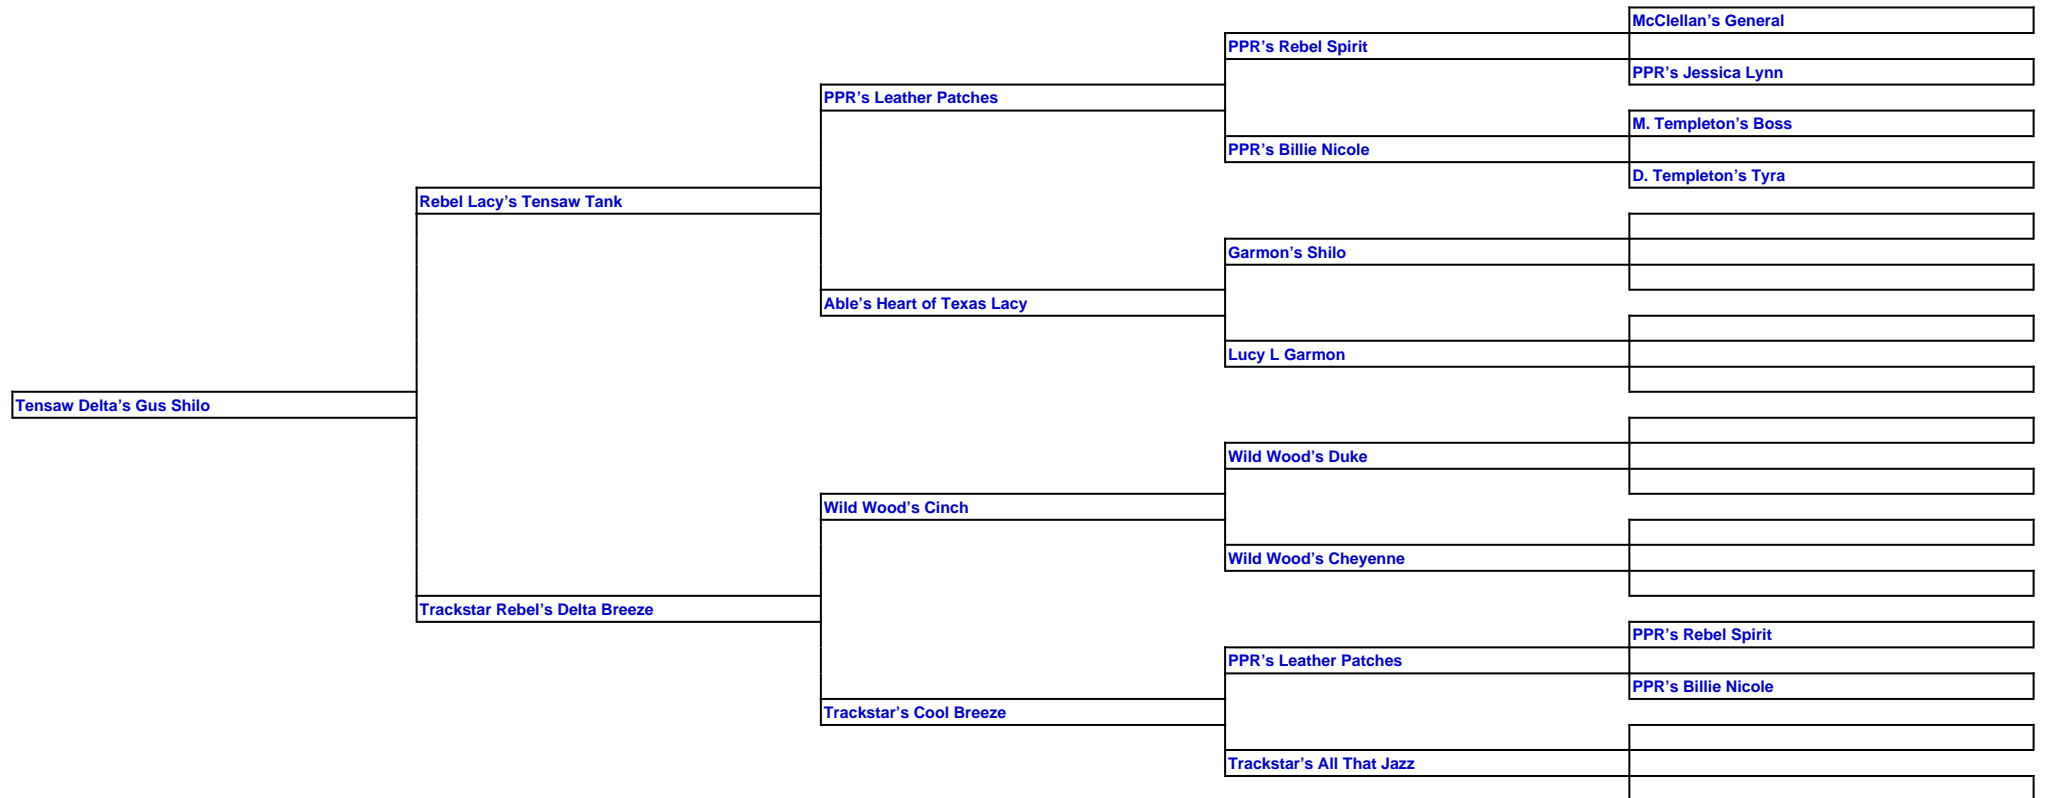 McClellan’s General
PPR’s Rebel Spirit
PPR’s Jessica Lynn
PPR’s Leather Patches
M. Templeton’s Boss
PPR’s Billie Nicole
D. Templeton’s Tyra
Rebel Lacy’s Tensaw Tank
Garmon’s Shilo
Able’s Heart of Texas Lacy
Lucy L Garmon
Tensaw Delta’s Gus Shilo
Wild Wood’s Duke
Wild Wood’s Cinch
Wild Wood’s Cheyenne
Trackstar Rebel’s Delta Breeze
PPR’s Rebel Spirit
PPR’s Leather Patches
PPR’s Billie Nicole
Trackstar’s Cool Breeze
Trackstar’s All That Jazz